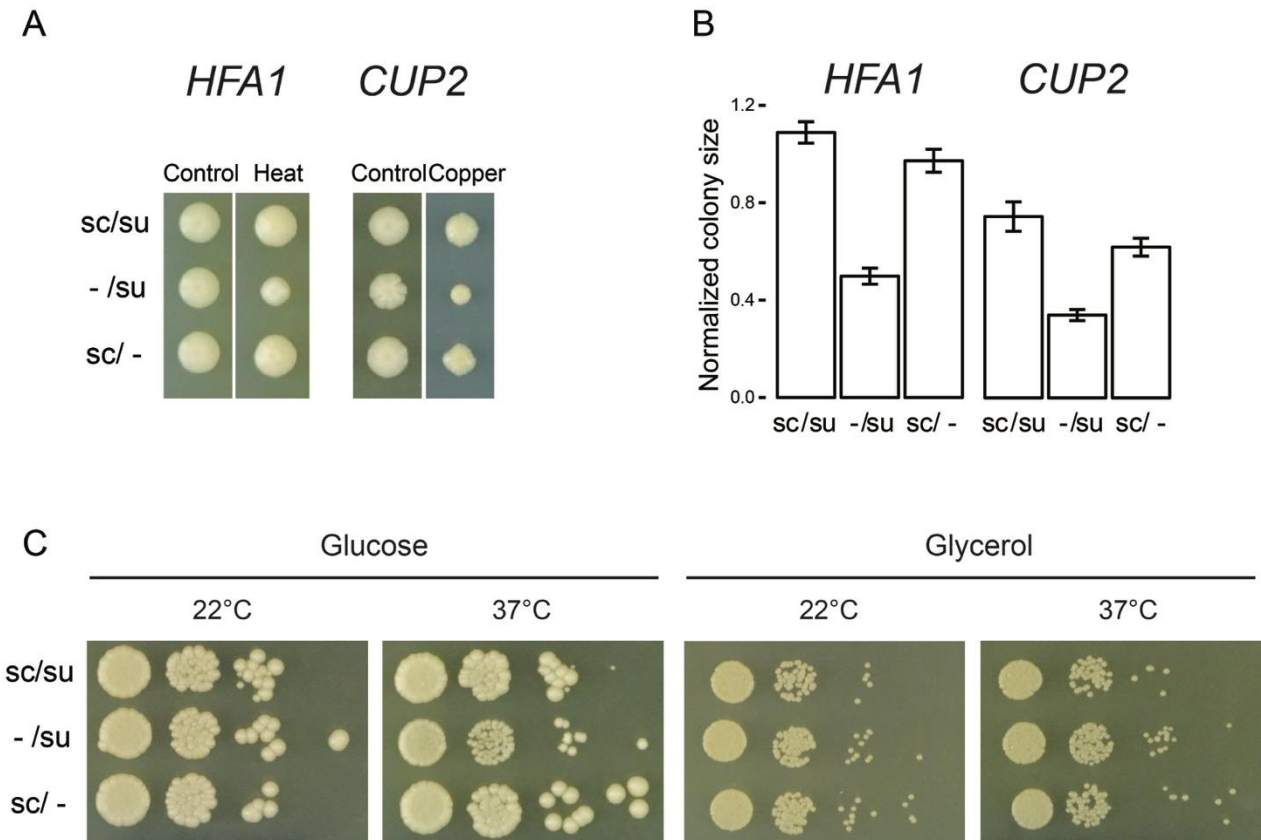 A
B
HFA1 CUP2
HFA1 CUP2
Control Heat Control Copper
sc/su
- /su
sc/ -
Normalized colony size
1.2
0.8
0.4
0.0
sc/su -/su sc/ - sc/su -/su sc/ -
C
Glucose Glycerol
22°C 37°C 22°C 37°C
sc/su
- /su
sc/ -